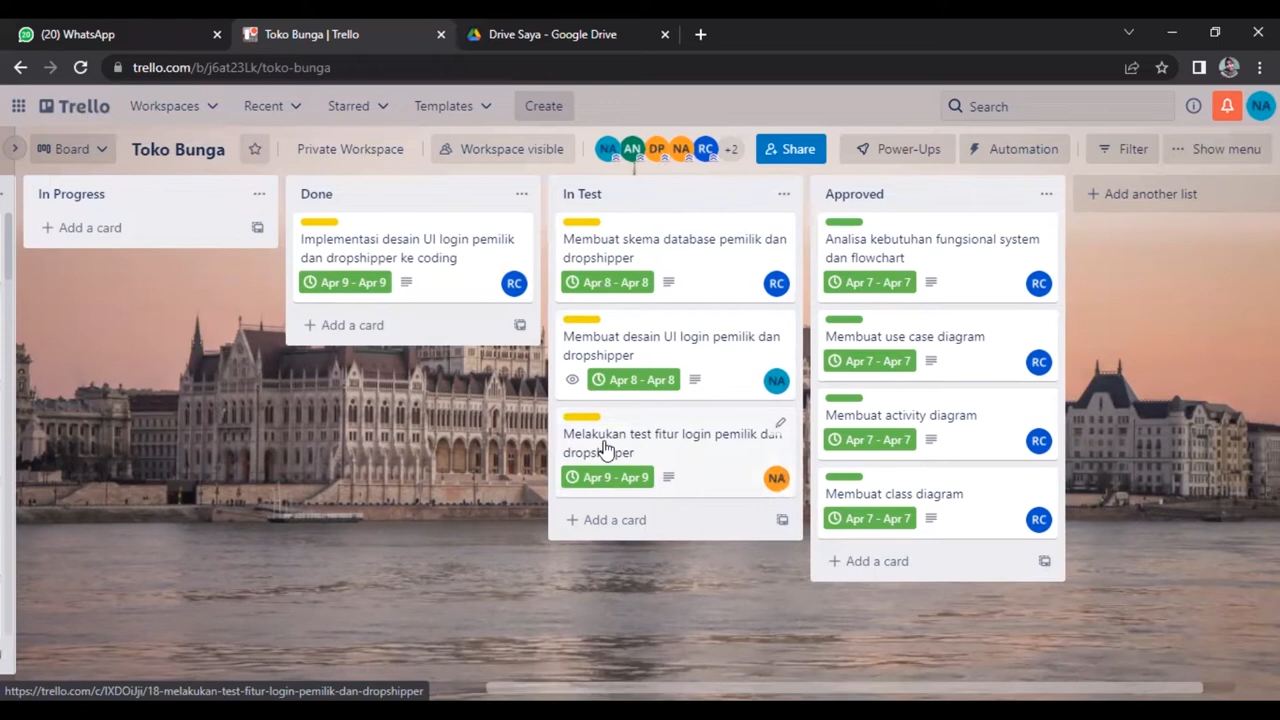 (20) WhatsApp
Toko Bunga | Trello
Drive Saya - Google Drive
trello.com/b/j6at23Lk/toko-bunga
Trello
Workspaces
Recent
Starred
Templates
Create
Search
NA
Board
Toko Bunga
Private Workspace
Workspace visible
NA
AN
DP
NA
RC
+2
Share
Power-Ups
Automation
Filter
Show menu
In Progress
Add a card
Done
Implementasi desain UI login pemilik
dan dropshipper ke coding
Apr 9 - Apr 9
RC
Add a card
In Test
Membuat skema database pemilik dan
dropshipper
Apr 8 - Apr 8
RC
Membuat desain UI login pemilik dan
dropshipper
Apr 8 - Apr 8
NA
Melakukan test fitur login pemilik dan
dropshipper
Apr 9 - Apr 9
NA
Add a card
Approved
Analisa kebutuhan fungsional system
dan flowchart
Apr 7 - Apr 7
RC
Membuat use case diagram
Apr 7 - Apr 7
RC
Membuat activity diagram
Apr 7 - Apr 7
RC
Membuat class diagram
Apr 7 - Apr 7
RC
Add a card
Add another list
https://trello.com/c/IXDOiJji/18-melakukan-test-fitur-login-pemilik-dan-dropshipper